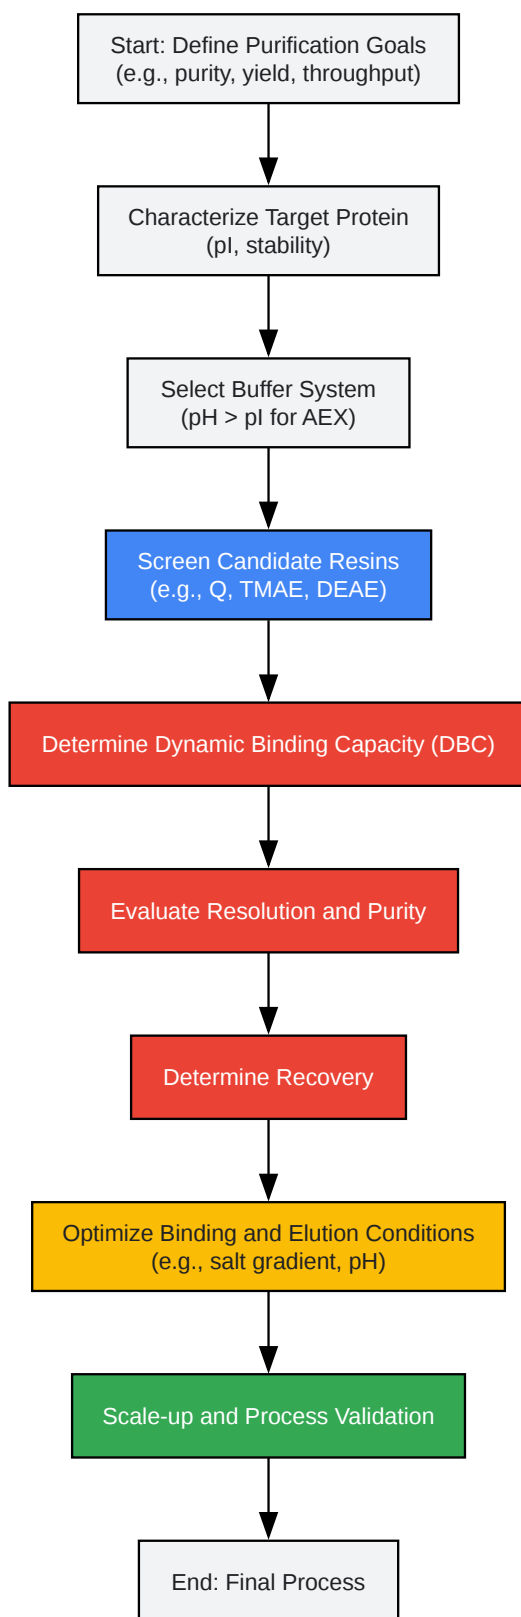 Start: Define Purification Goals
(e.g., purity, yield, throughput)
Characterize Target Protein
(pI, stability)
Select Buffer System
(pH > pI for AEX)
Screen Candidate Resins
(e.g., Q, TMAE, DEAE)
Determine Dynamic Binding Capacity (DBC)
Evaluate Resolution and Purity
Determine Recovery
Optimize Binding and Elution Conditions
(e.g., salt gradient, pH)
Scale-up and Process Validation
End: Final Process